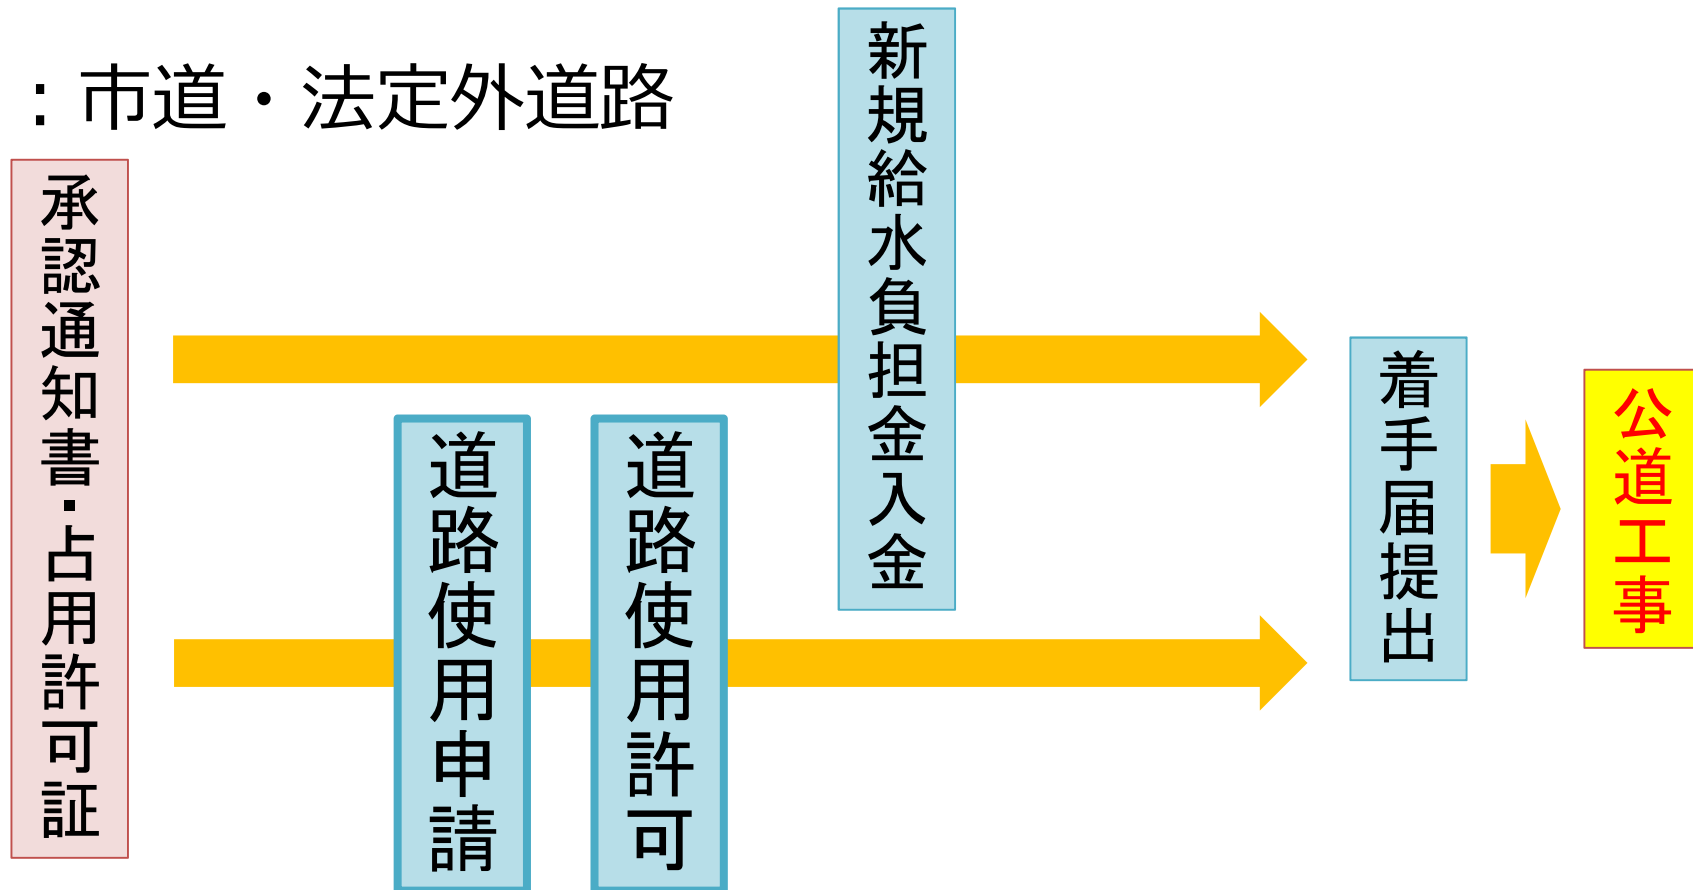 ：市道・法定外道路
承認通知書・占用許可証
道路使用申請
道路使用許可
新規給水負担金入金
着手届提出
公道工事